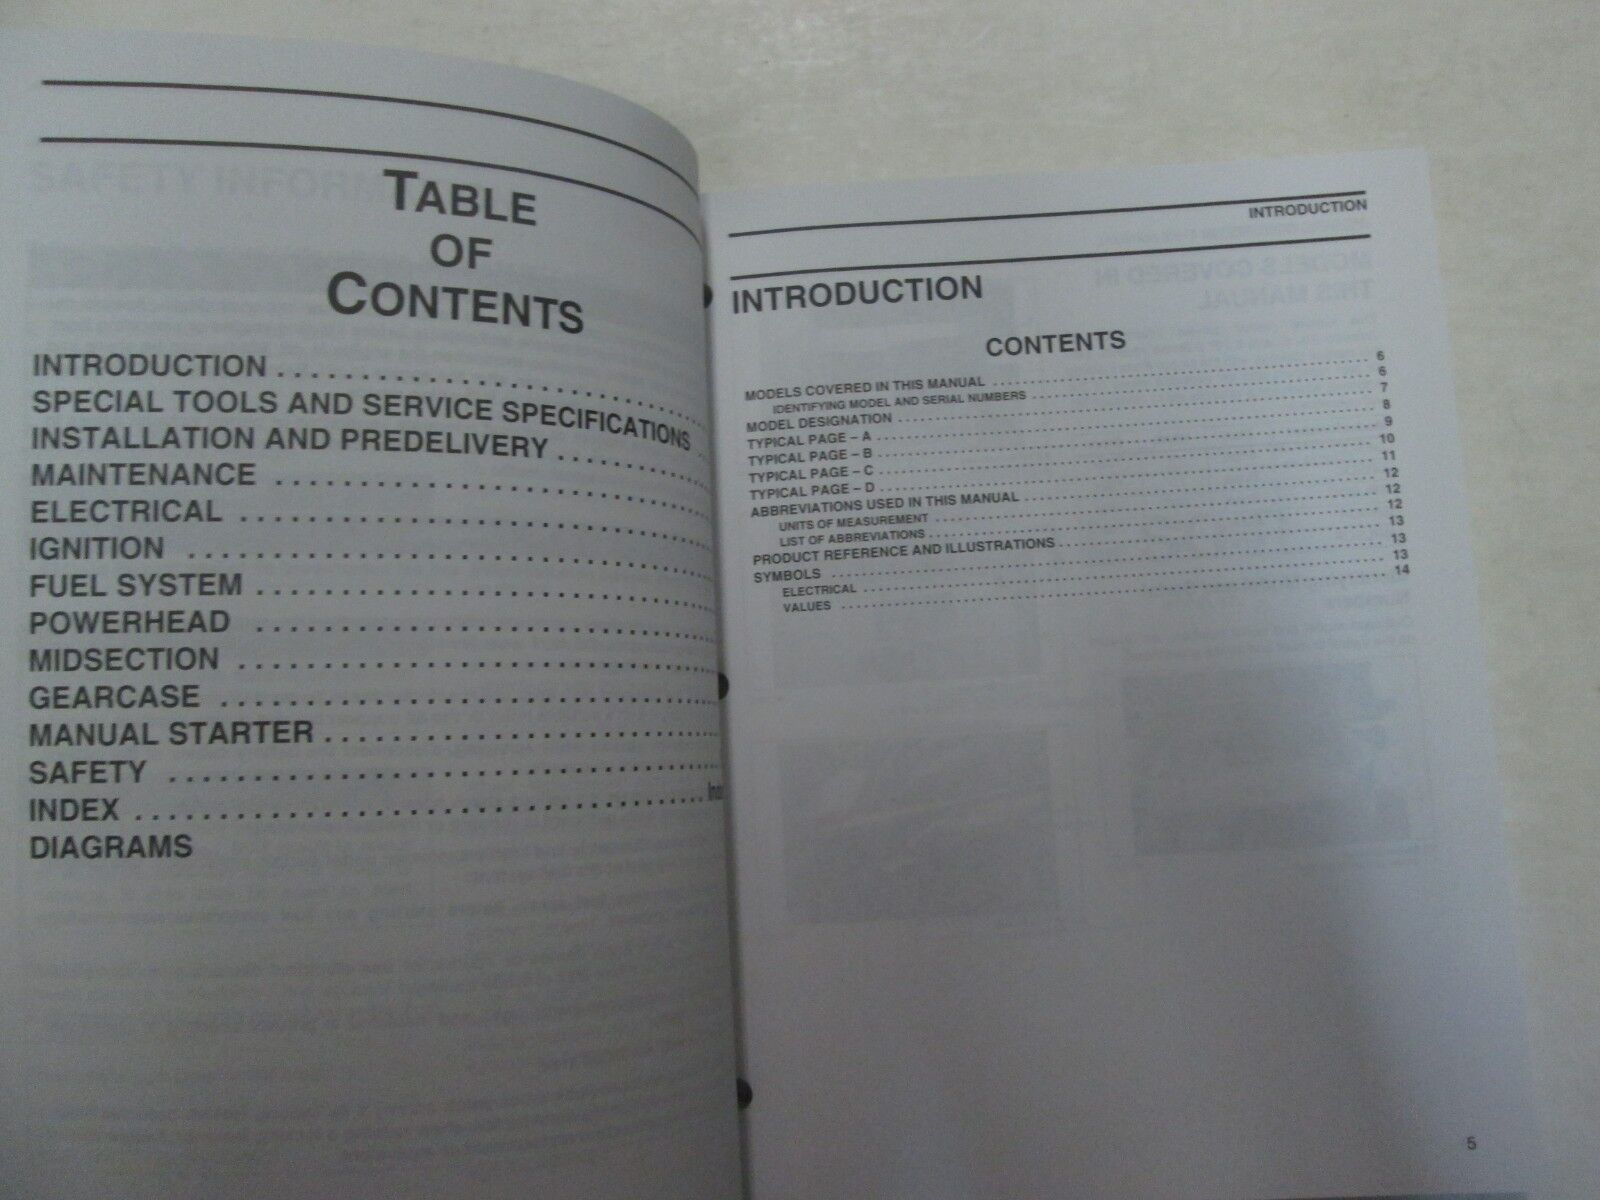 TABLE
OF
CONTENTS
INTRODUCTION
SPECIAL TOOLS AND SERVICE SPECIFICATIONS
INSTALLATION AND PREDELIVERY
MAINTENANCE
ELECTRICAL
IGNITION
FUEL SYSTEM
POWERHEAD
MIDSECTION
GEARCASE
MANUAL STARTER
SAFETY
INDEX
DIAGRAMS
INTRODUCTION
INTRODUCTION
CONTENTS
MODELS COVERED IN THIS MANUAL 6
IDENTIFYING MODEL AND SERIAL NUMBERS 6
MODEL DESIGNATION 7
TYPICAL PAGE – A 8
TYPICAL PAGE – B 9
TYPICAL PAGE – C 10
TYPICAL PAGE – D 11
ABBREVIATIONS USED IN THIS MANUAL 12
UNITS OF MEASUREMENT 12
LIST OF ABBREVIATIONS 12
PRODUCT REFERENCE AND ILLUSTRATIONS 13
SYMBOLS 13
ELECTRICAL 13
VALUES 14
5